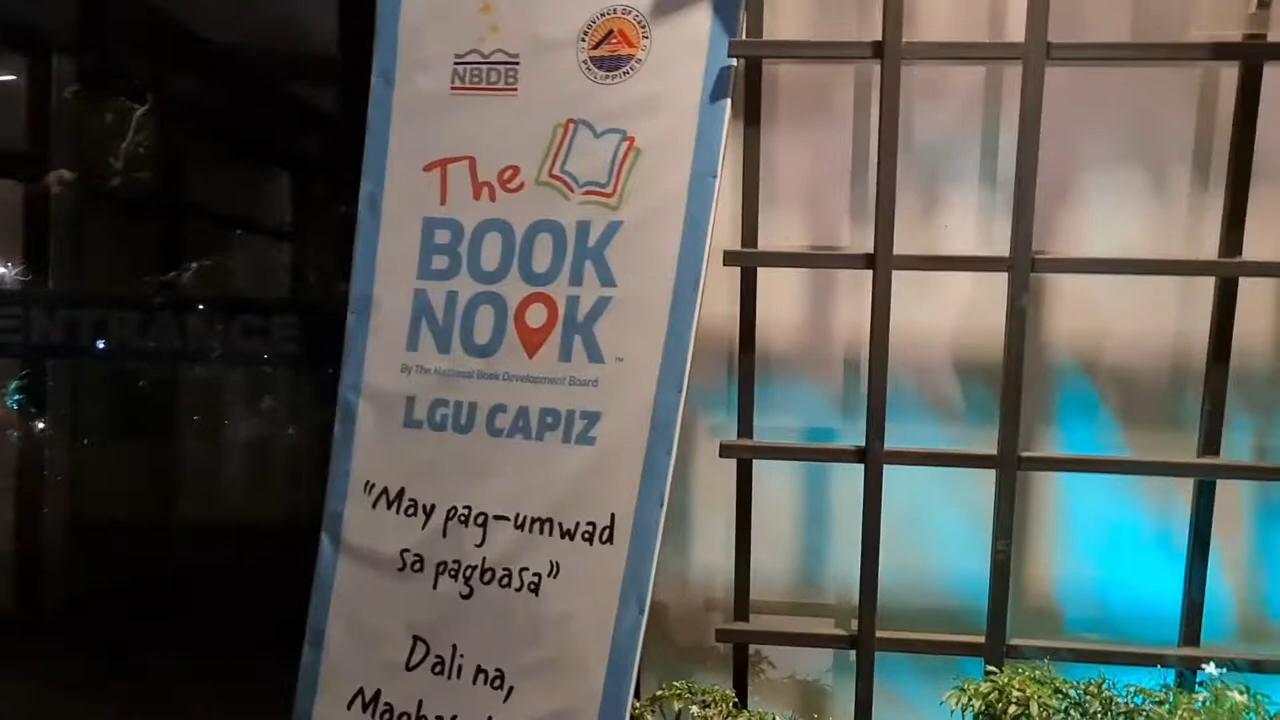 NBDB
PROVINCE OF CAPIZ
PHILIPPINES
The
BOOK
NOOK
™
By The National Book Development Board
LGU CAPIZ
"May pag-umwad
sa pagbasa"
Dali na,
ENTRANCE